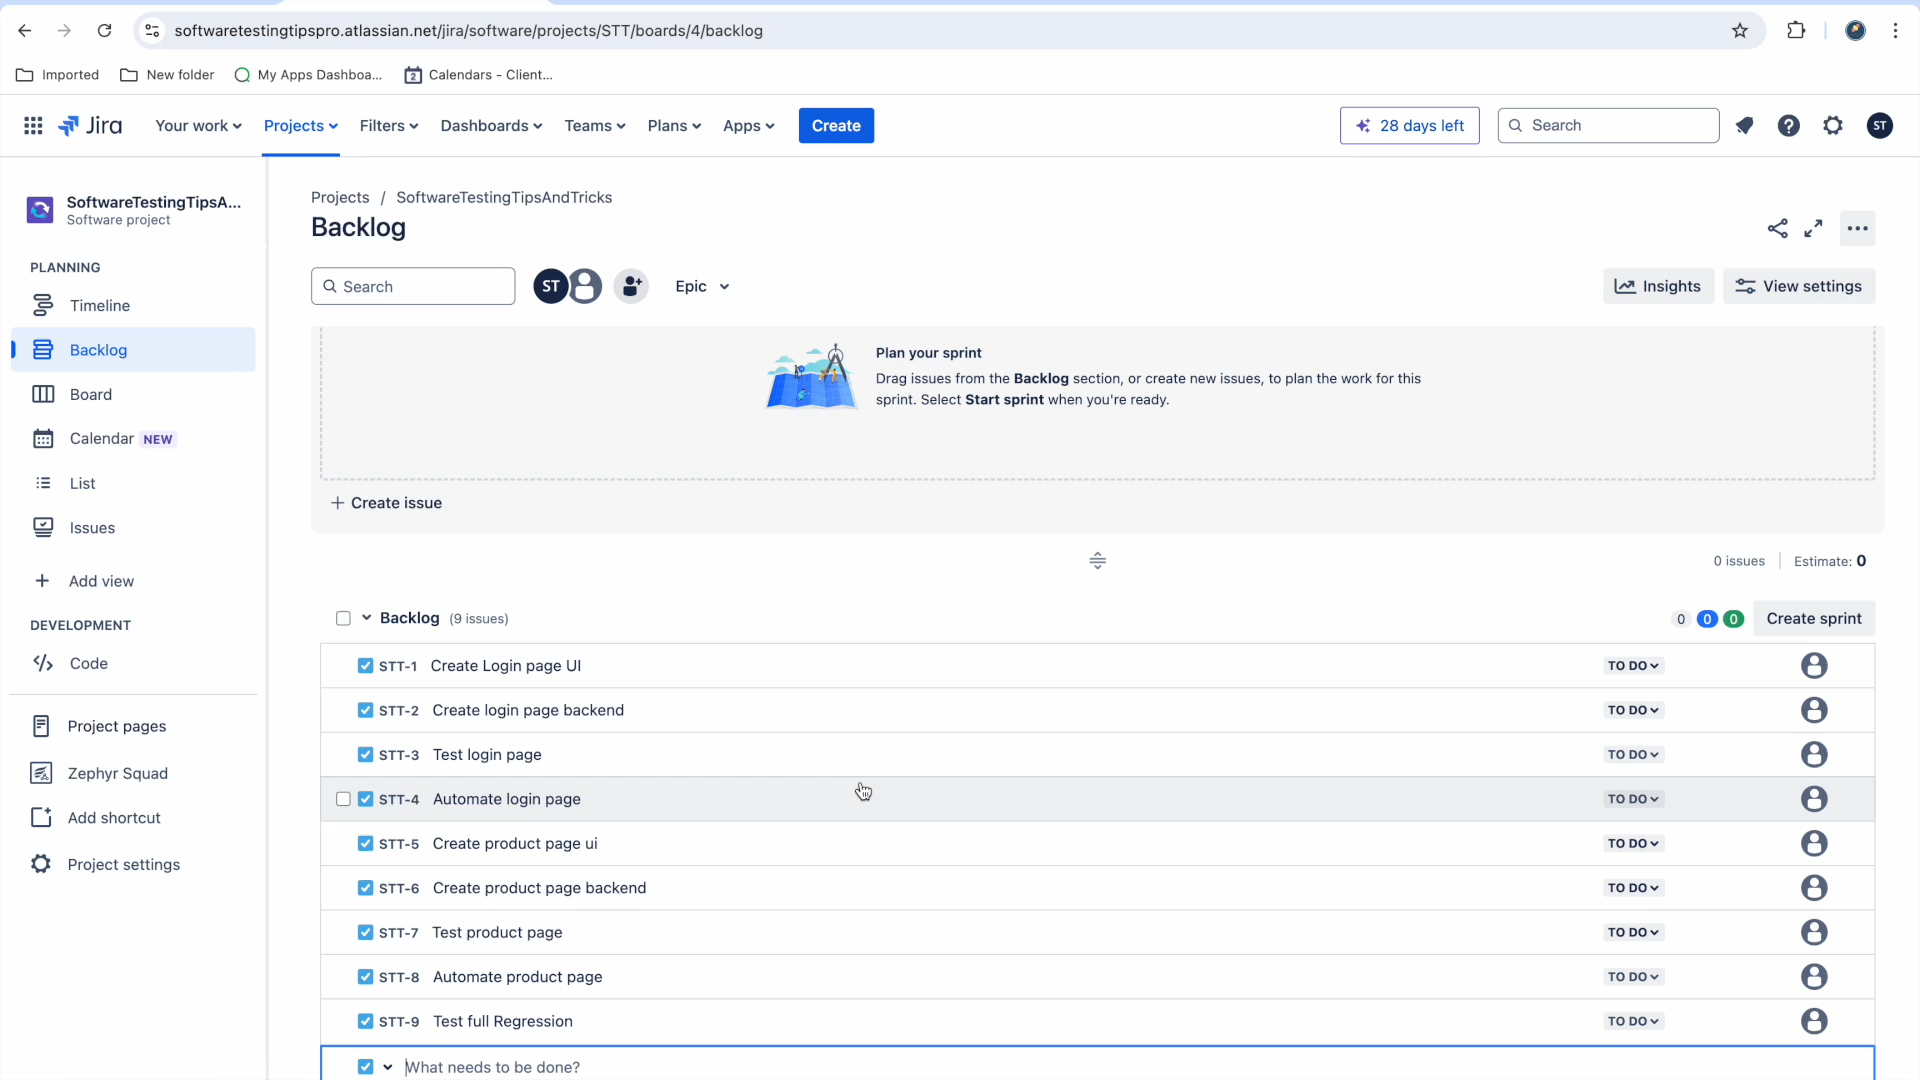 softwaretestingtipspro.atlassian.net/jira/software/projects/STT/boards/4/backlog
Imported New folder My Apps Dashboa... 2 Calendars - Client...
Jira Your work Projects Filters Dashboards Teams Plans Apps Create 28 days left Search ? ST
SoftwareTestingTipsA...
Software project
PLANNING
Timeline
Backlog
Board
Calendar NEW
List
Issues
Add view
DEVELOPMENT
Code
Project pages
Zephyr Squad
Add shortcut
Project settings
Projects / SoftwareTestingTipsAndTricks
Backlog
Search ST Epic Insights View settings
Plan your sprint
Drag issues from the Backlog section, or create new issues, to plan the work for this
sprint. Select Start sprint when you're ready.
+ Create issue
0 issues Estimate: 0
Backlog (9 issues) 0 0 0 Create sprint
STT-1 Create Login page UI TO DO
STT-2 Create login page backend TO DO
STT-3 Test login page TO DO
STT-4 Automate login page TO DO
STT-5 Create product page ui TO DO
STT-6 Create product page backend TO DO
STT-7 Test product page TO DO
STT-8 Automate product page TO DO
STT-9 Test full Regression TO DO
What needs to be done?